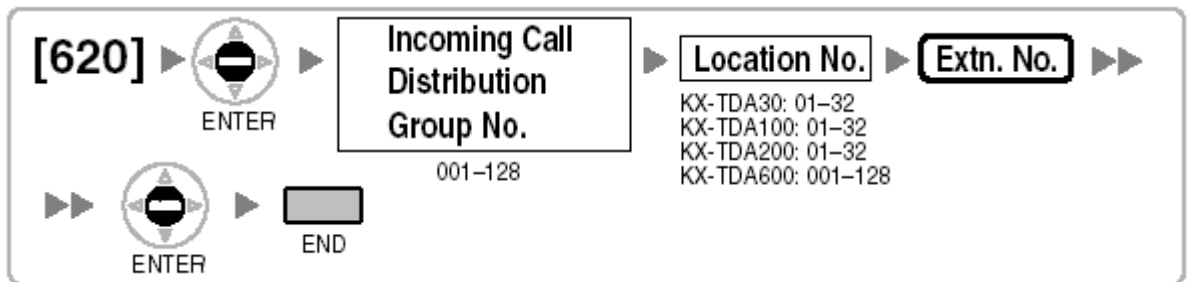 [620]
ENTER
Incoming Call
Distribution
Group No.
001–128
Location No.
KX-TDA30: 01–32
KX-TDA100: 01–32
KX-TDA200: 01–32
KX-TDA600: 001–128
Extn. No.
ENTER
END